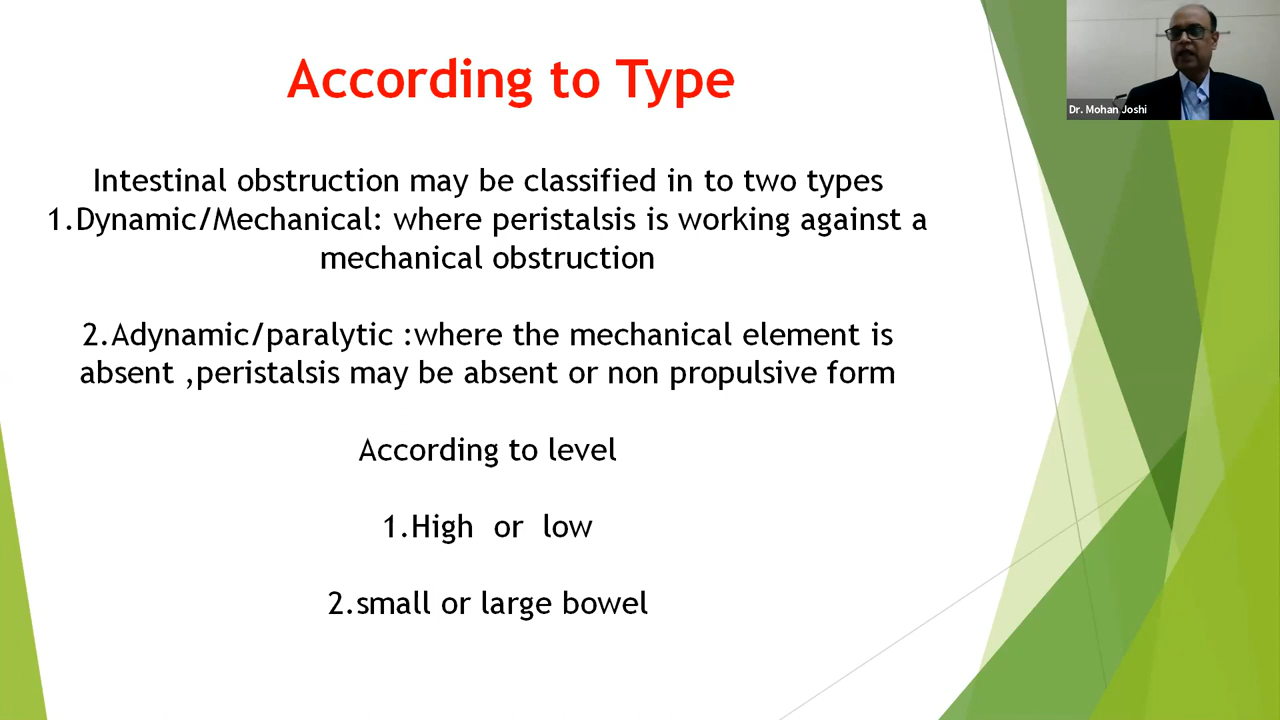 According to Type
Dr. Mohan Joshi
Intestinal obstruction may be classified in to two types
1.Dynamic/Mechanical: where peristalsis is working against a
mechanical obstruction
2.Adynamic/paralytic :where the mechanical element is
absent ,peristalsis may be absent or non propulsive form
According to level
1.High or low
2.small or large bowel